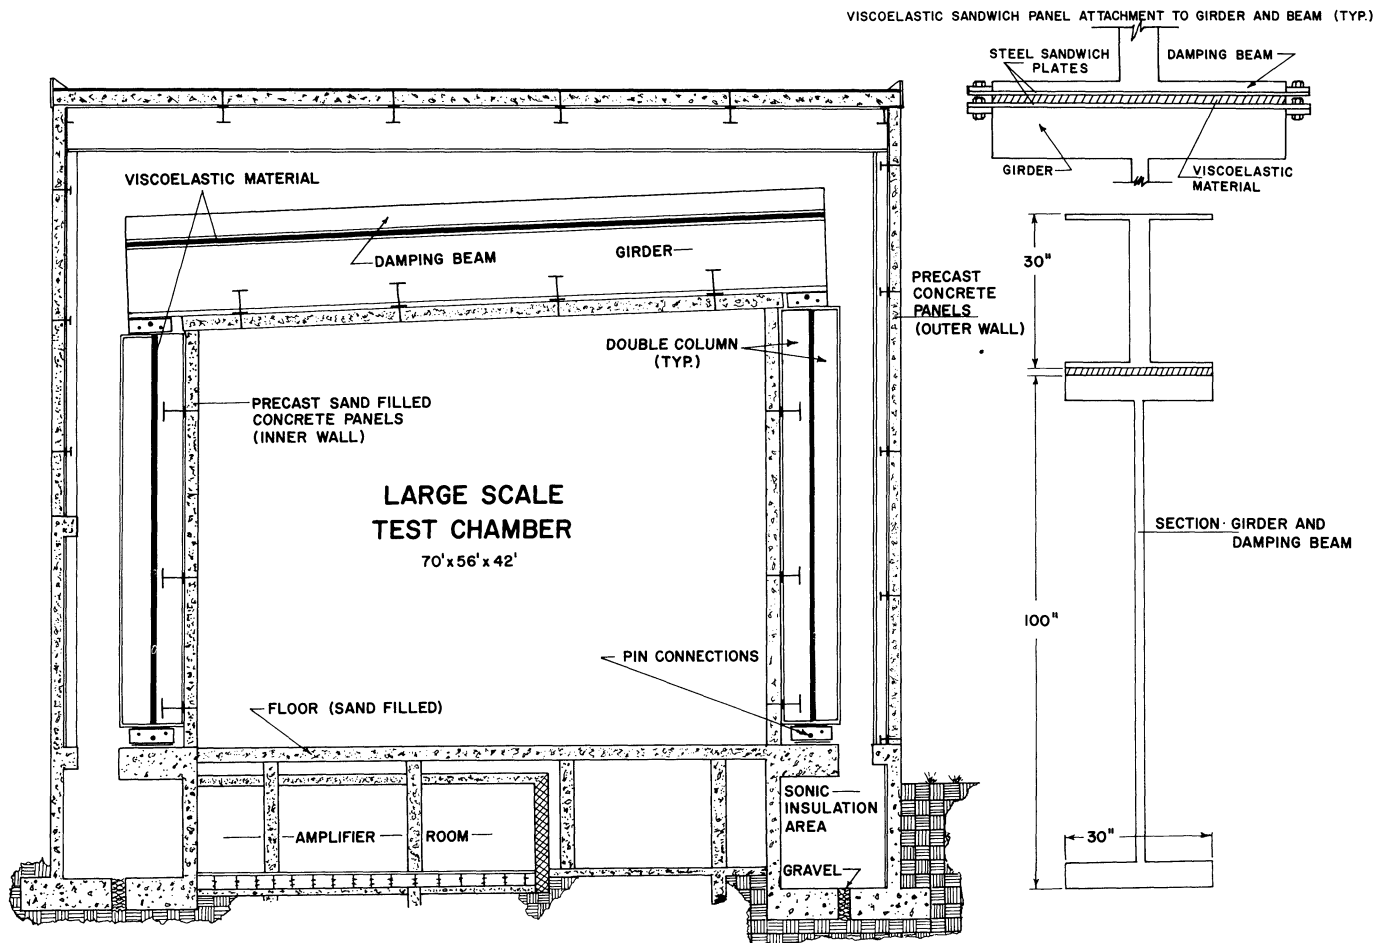 VISCOELASTIC SANDWICH PANEL ATTACHMENT TO GIRDER AND BEAM (TYP.)
STEEL SANDWICH
PLATES
DAMPING BEAM
GIRDER
VISCOELASTIC
MATERIAL
VISCOELASTIC MATERIAL
DAMPING BEAM
GIRDER
PRECAST
CONCRETE
PANELS
(OUTER WALL)
30"
DOUBLE COLUMN
(TYP.)
PRECAST SAND FILLED
CONCRETE PANELS
(INNER WALL)
LARGE SCALE
TEST CHAMBER
70'x56'x42'
SECTION· GIRDER AND
DAMPING BEAM
100"
PIN CONNECTIONS
FLOOR (SAND FILLED)
SONIC
INSULATION
AREA
AMPLIFIER ROOM
30"
GRAVEL